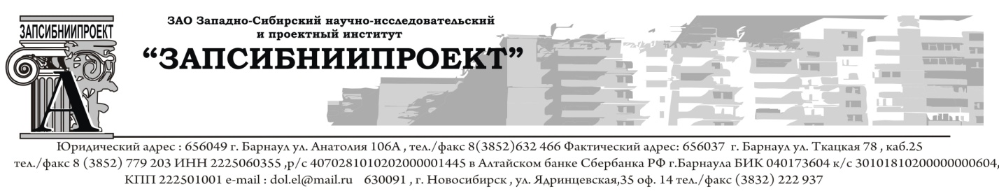 ЗАПСИБНИИПРОЕКТ
А
ЗАО Западно-Сибирский научно-исследовательский
и проектный институт
“ЗАПСИБНИИПРОЕКТ”
Юридический адрес : 656049 г. Барнаул ул. Анатолия 106А , тел./факс 8(3852)632 466 Фактический адрес: 656037 г. Барнаул ул. Ткацкая 78 , каб.25
тел./факс 8 (3852) 779 203 ИНН 2225060355 ,р/с 4070281010202000001445 в Алтайском банке Сбербанка РФ г.Барнаула БИК 040173604 к/с 30101810200000000604,
КПП 222501001 e-mail : dol.el@mail.ru 630091 , г. Новосибирск , ул. Ядринцевская,35 оф. 14 тел./факс (3832) 222 937